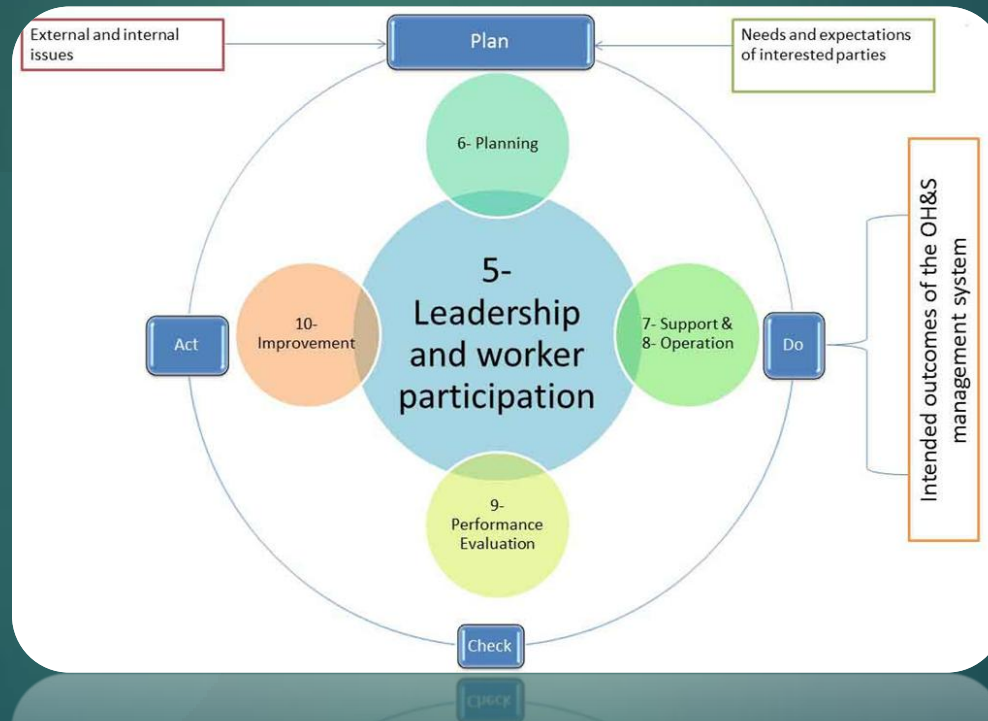 External and internal
issues
Plan
Needs and expectations
of interested parties
6- Planning
5-
Leadership
and worker
participation
10-
Improvement
7- Support &
8- Operation
Act
Do
Intended outcomes of the OH&S
management system
9-
Performance
Evaluation
Check